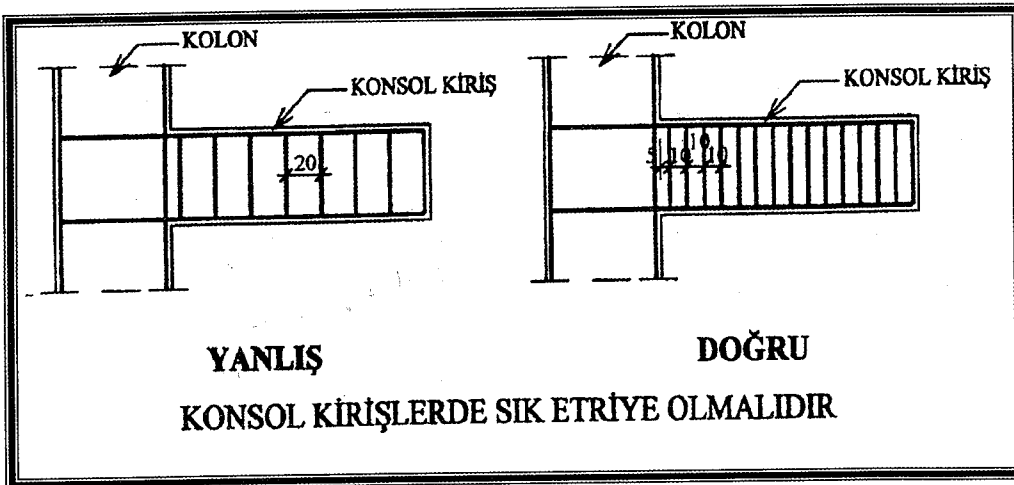 KOLON
KONSOL KİRİŞ
20
KOLON
KONSOL KİRİŞ
5 10 10 10
YANLIŞ
DOĞRU
KONSOL KİRİŞLERDE SIK ETRİYE OLMALIDIR